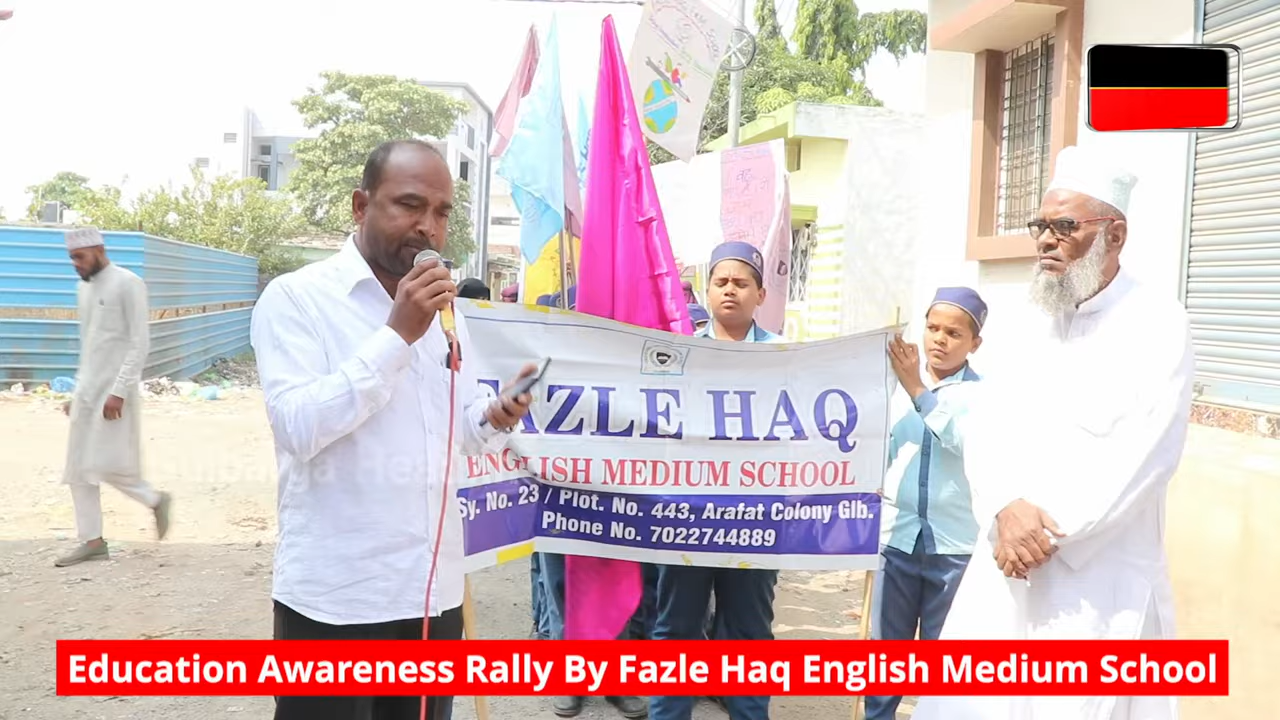 FAZLE HAQ
ENGLISH MEDIUM SCHOOL
Sy. No. 23 / Plot. No. 443, Arafat Colony Glb.
Phone No. 7022744889
Education Awareness Rally By Fazle Haq English Medium School